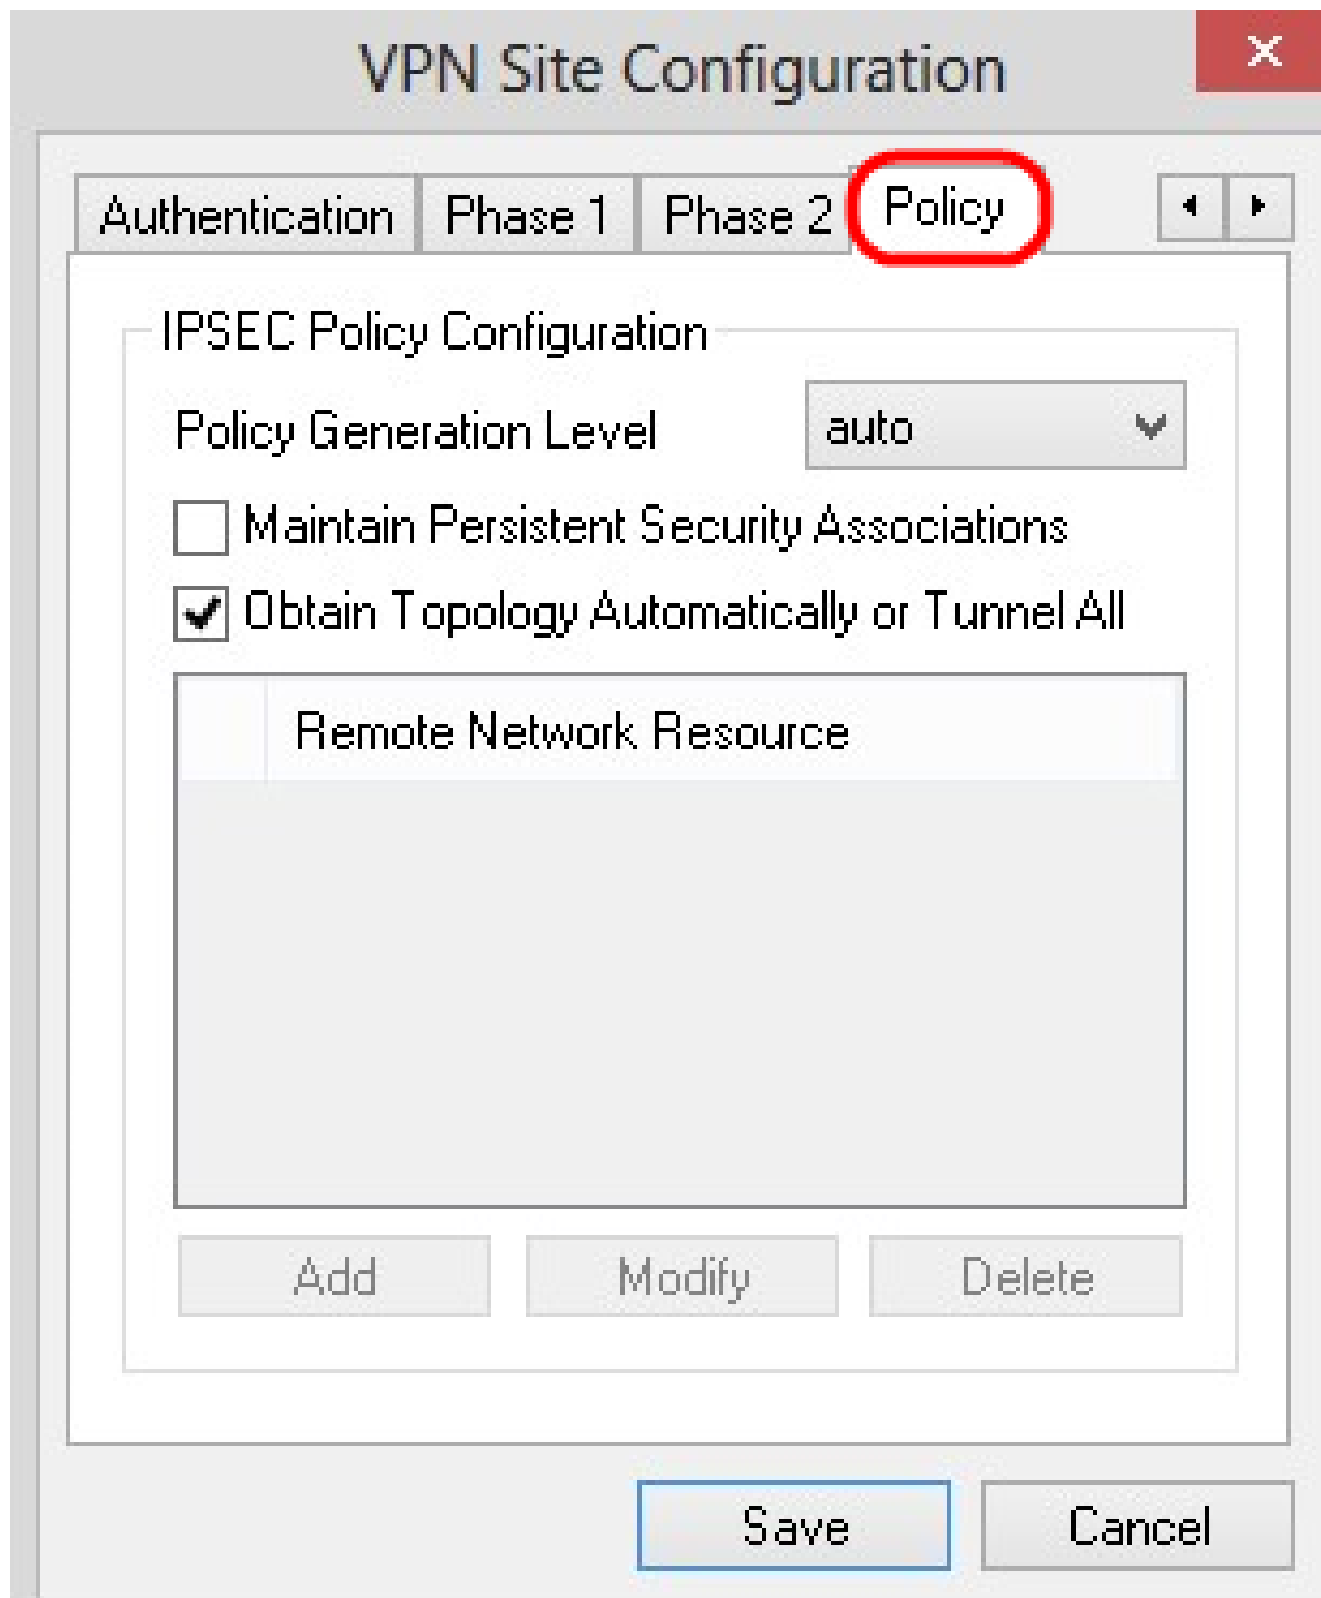 VPN Site Configuration
Authentication Phase 1 Phase 2 Policy
IPSEC Policy Configuration
Policy Generation Level auto
Maintain Persistent Security Associations
Obtain Topology Automatically or Tunnel All
Remote Network Resource
Add Modify Delete
Save Cancel